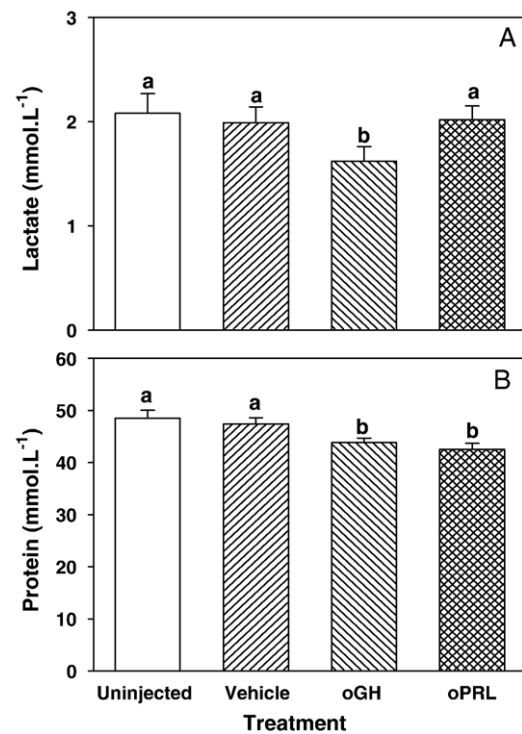 3
A
a
a
a
2
b
Lactate (mmol.L⁻¹)
1
0
60
B
a
a
50
b
b
40
Protein (mmol.L⁻¹)
30
20
10
0
Uninjected Vehicle oGH oPRL
Treatment